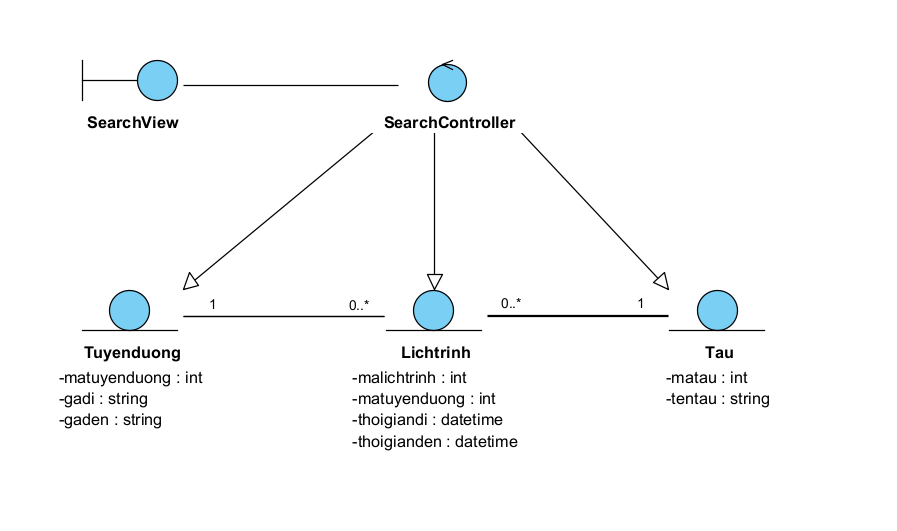 SearchView
SearchController
1
0..*
0..*
1
Tuyenduong
-matuyenduong : int
-gadi : string
-gaden : string
Lichtrinh
-malichtrinh : int
-matuyenduong : int
-thoigiandi : datetime
-thoigianden : datetime
Tau
-matau : int
-tentau : string